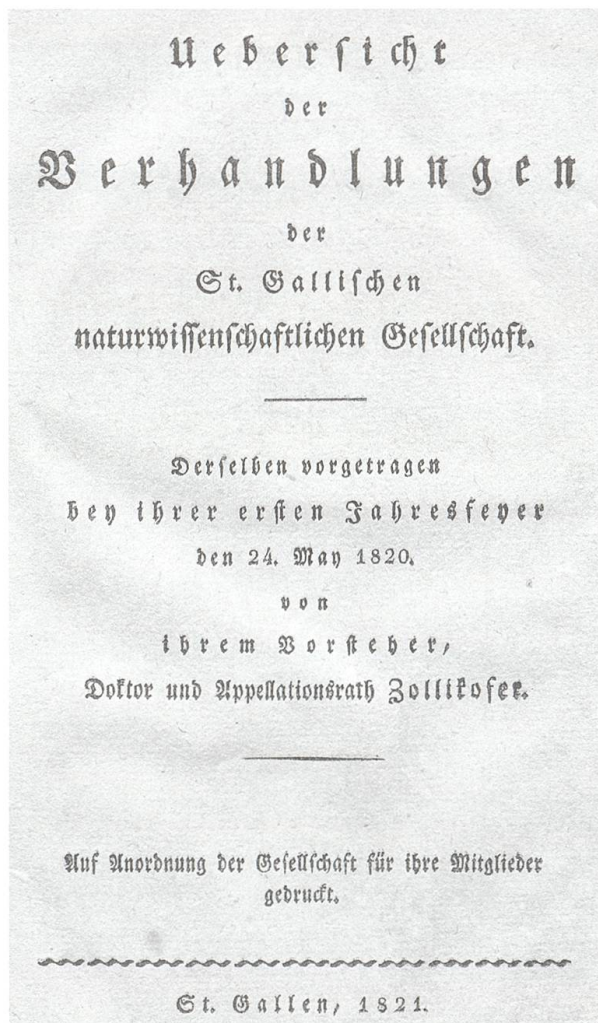 Uebersicht
der
Verhandlungen
der
St. Gallischen
naturwissenschaftlichen Gesellschaft.
Derselben vorgetragen
bey ihrer ersten Jahresfeyer
den 24. May 1820.
von
ihrem Vorsteher,
Doktor und Appellationsrath Zollikofer.
Auf Anordnung der Gesellschaft für ihre Mitglieder
gedruckt.
St. Gallen, 1821.